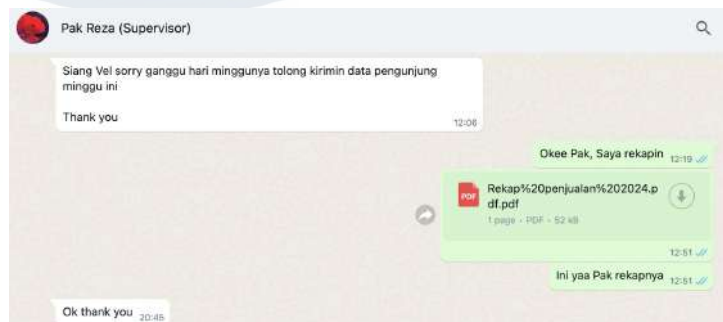 Pak Reza (Supervisor)
Siang Vel sorry ganggu hari minggunya tolong kirimin data pengunjung
minggu ini
Thank you
12:06
Okee Pak, Saya rekapin 12:19
PDF
Rekap%20penjualan%202024.p
df.pdf
1 page • PDF • 52 kB
12:51
Ini yaa Pak rekapnya 12:51
Ok thank you 20:45